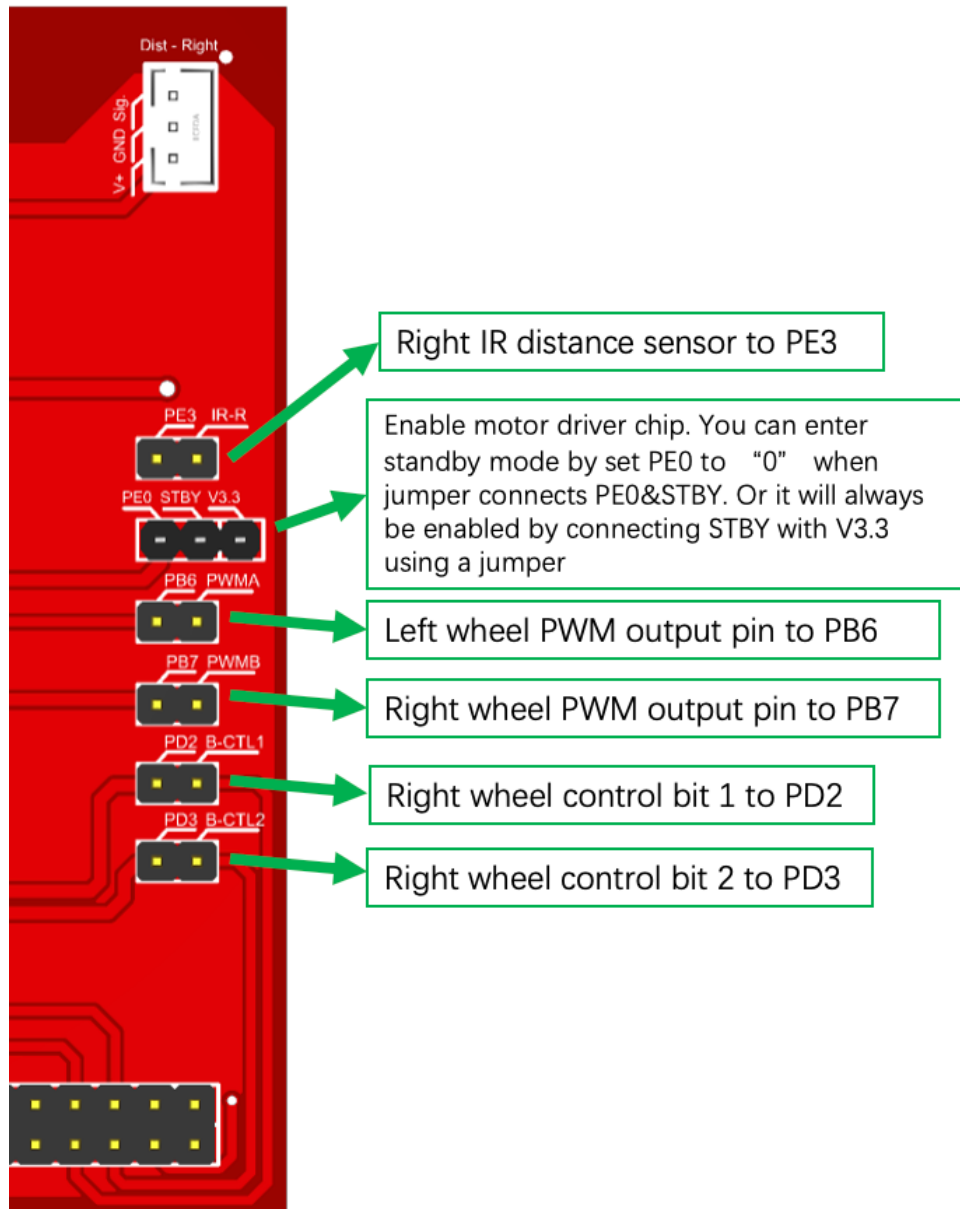 Dist - Right
Sig.
GND
V+
Right IR distance sensor to PE3
PE3 IR-R
Enable motor driver chip. You can enter
standby mode by set PE0 to “0” when
jumper connects PE0&STBY. Or it will always
be enabled by connecting STBY with V3.3
using a jumper
PE0 STBY V3.3
PB6 PWMA
Left wheel PWM output pin to PB6
PB7 PWMB
Right wheel PWM output pin to PB7
PD2 B-CTL1
Right wheel control bit 1 to PD2
PD3 B-CTL2
Right wheel control bit 2 to PD3